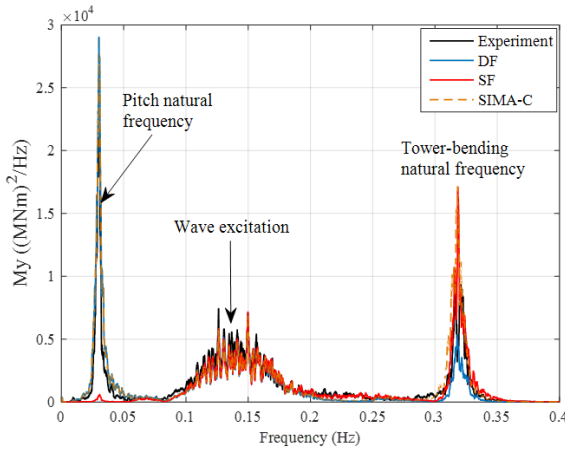 ×10⁴
3
2.5
2
1.5
1
0.5
0
My ((MNm)²/Hz)
Experiment
DF
SF
SIMA-C
Pitch natural
frequency
Wave excitation
Tower-bending
natural frequency
0 0.05 0.1 0.15 0.2 0.25 0.3 0.35 0.4
Frequency (Hz)